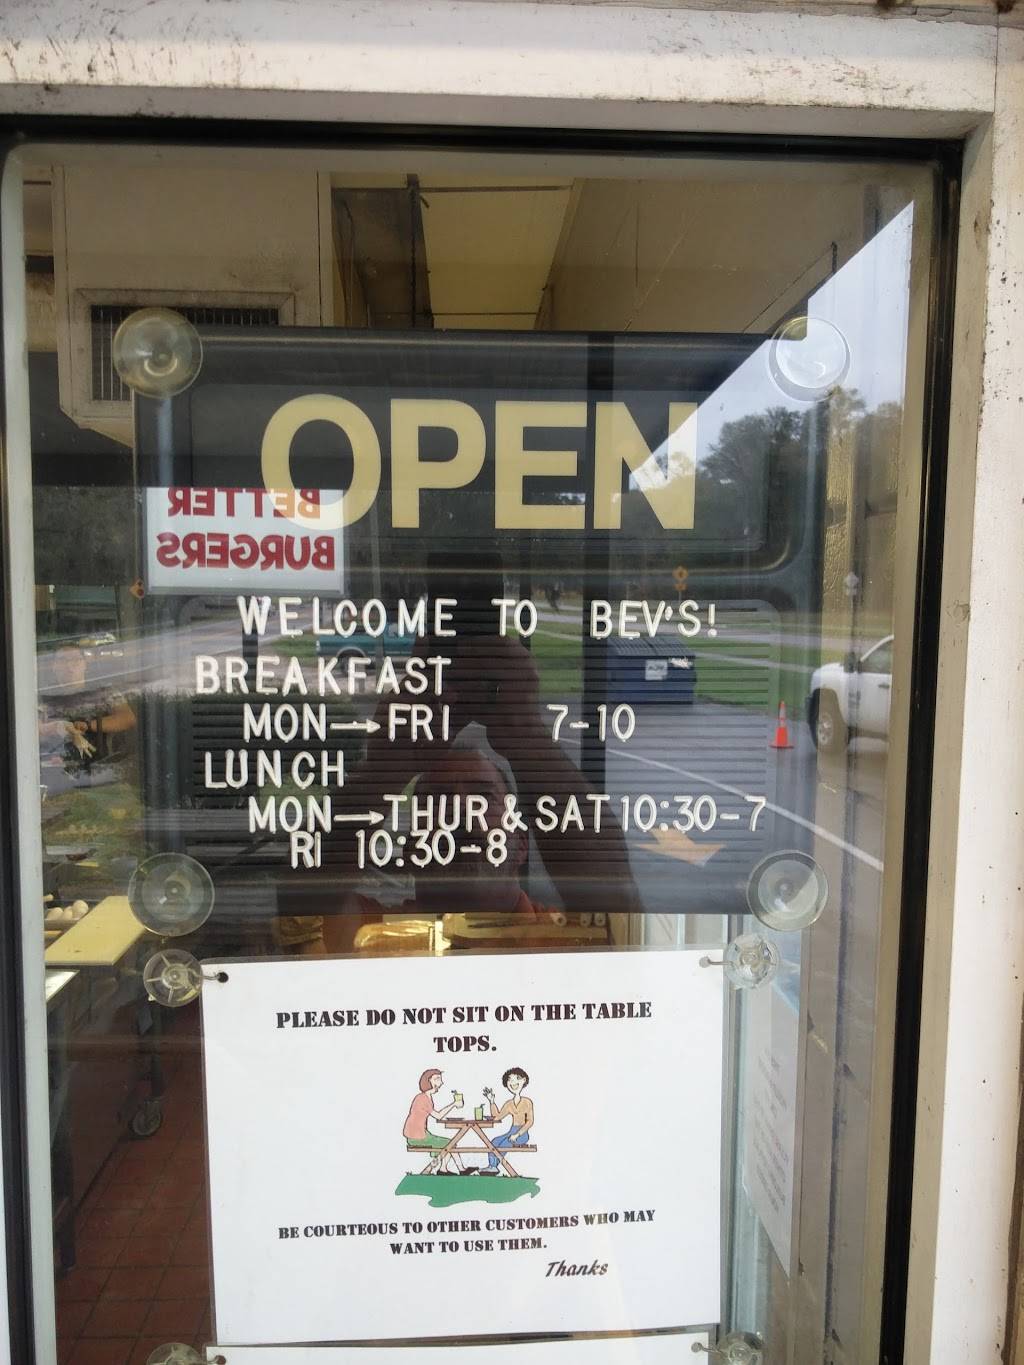 OPEN
BETTER
BURGERS
WELCOME TO BEV'S!
BREAKFAST
MON→FRI 7-10
LUNCH
MON→THUR & SAT 10:30-7
RI 10:30-8
PLEASE DO NOT SIT ON THE TABLE
TOPS.
BE COURTEOUS TO OTHER CUSTOMERS WHO MAY
WANT TO USE THEM.
Thanks